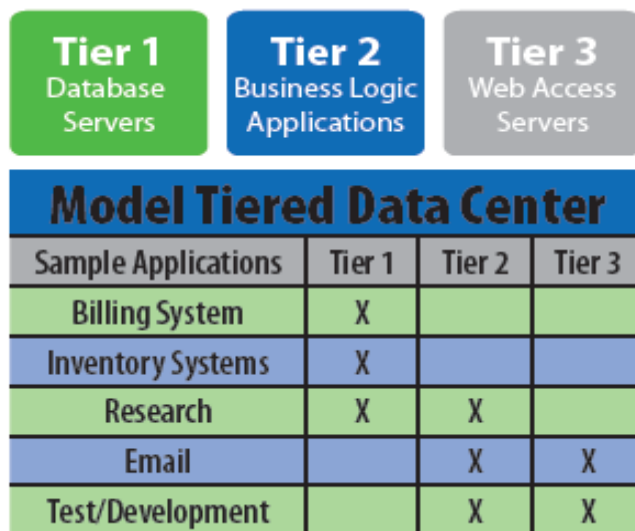 Tier 1
Database
Servers
Tier 2
Business Logic
Applications
Tier 3
Web Access
Servers
Model Tiered Data Center
Sample Applications Tier 1 Tier 2 Tier 3
Billing System X
Inventory Systems X
Research X X
Email X X
Test/Development X X